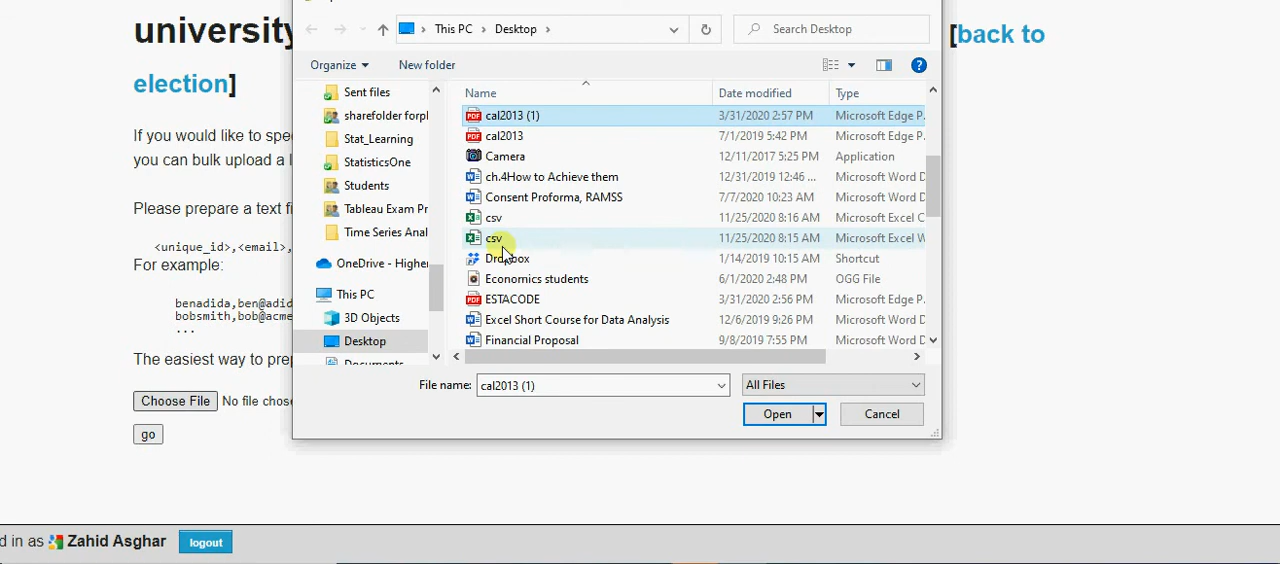 university
[back to
election]
If you would like to spe
you can bulk upload a l
Please prepare a text fi
<unique_id>,<email>,
For example:
benadida,ben@adid
bobsmith,bob@acme
...
The easiest way to prep
Choose File No file chose
go
This PC > Desktop >
Search Desktop
Organize
New folder
Sent files
sharefolder forpl
Stat_Learning
StatisticsOne
Students
Tableau Exam Pr
Time Series Anal
OneDrive - Higher
This PC
3D Objects
Desktop
Documents
Name Date modified Type
cal2013 (1) 3/31/2020 2:57 PM Microsoft Edge P
cal2013 7/1/2019 5:42 PM Microsoft Edge P
Camera 12/11/2017 5:25 PM Application
ch.4How to Achieve them 12/31/2019 12:46 ... Microsoft Word D
Consent Proforma, RAMSS 7/7/2020 10:23 AM Microsoft Word D
csv 11/25/2020 8:16 AM Microsoft Excel C
csv 11/25/2020 8:15 AM Microsoft Excel W
Dropbox 1/14/2019 10:15 AM Shortcut
Economics students 6/1/2020 2:48 PM OGG File
ESTACODE 3/31/2020 2:56 PM Microsoft Edge P
Excel Short Course for Data Analysis 12/6/2019 9:26 PM Microsoft Word D
Financial Proposal 9/8/2019 7:55 PM Microsoft Word D
File name: cal2013 (1) All Files
Open Cancel
d in as Zahid Asghar logout